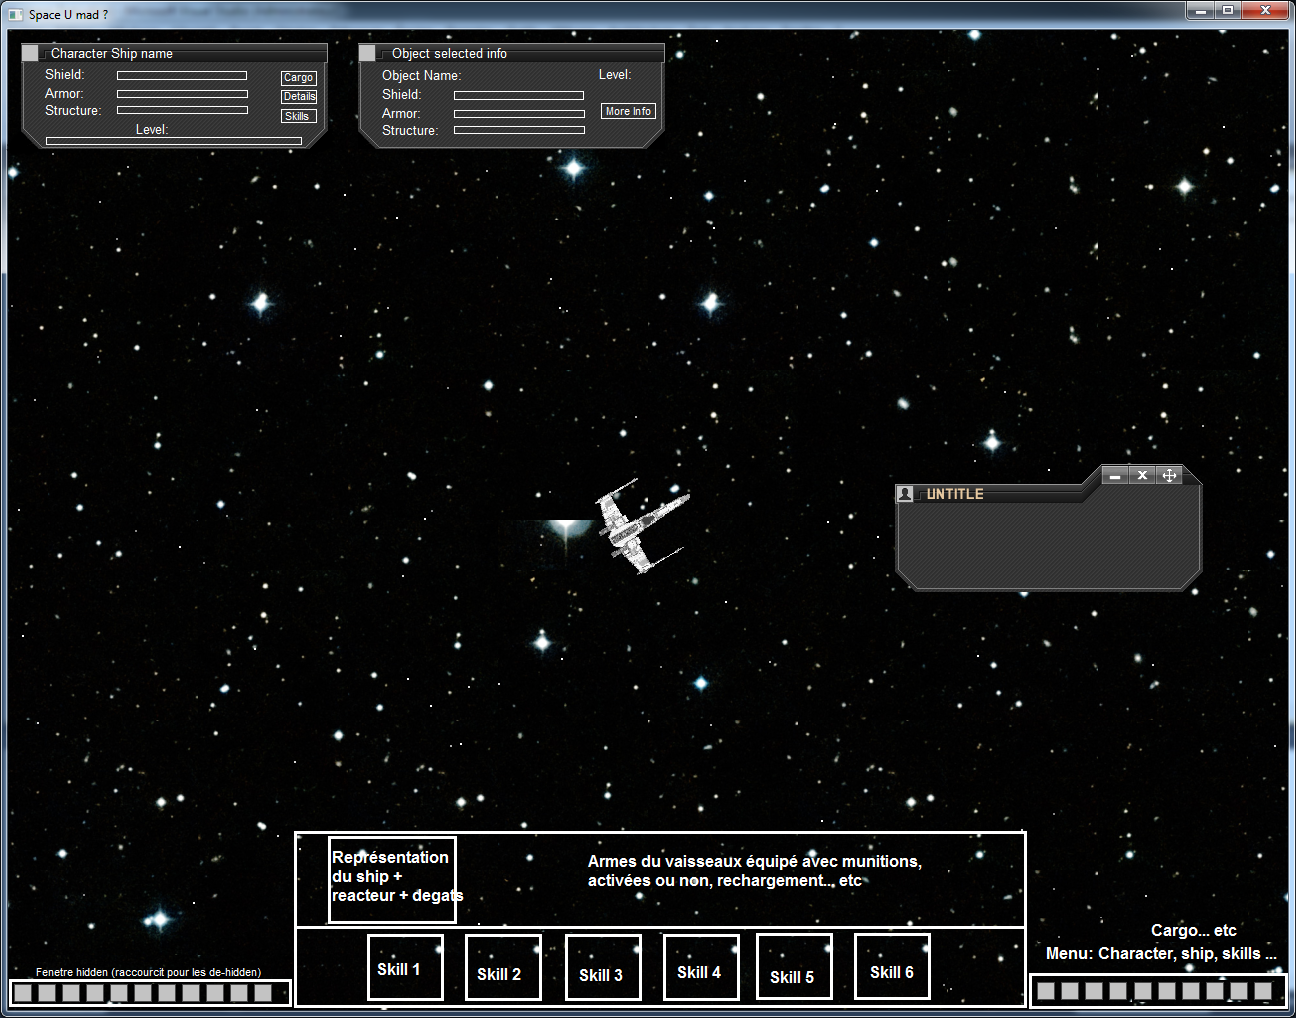 Space U mad ?
Character Ship name
Shield:
Armor:
Structure:
Level:
Cargo
Details
Skills
Object selected info
Object Name:
Level:
Shield:
Armor:
Structure:
More Info
UNTITLE
Représentation
du ship +
reacteur + degats
Armes du vaisseaux équipé avec munitions,
activées ou non, rechargement... etc
Skill 1
Skill 2
Skill 3
Skill 4
Skill 5
Skill 6
Fenetre hidden (raccourcit pour les de-hidden)
Cargo... etc
Menu: Character, ship, skills ...